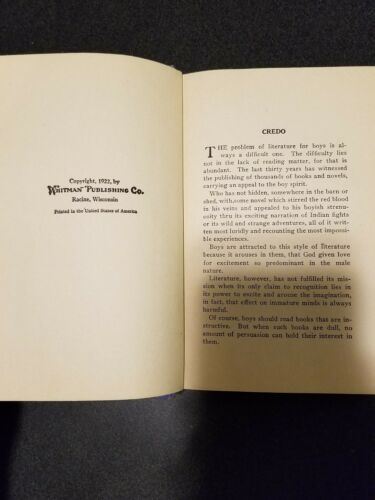 Copyright, 1922, by
WHITMAN PUBLISHING CO.
Racine, Wisconsin
Printed in the United States of America
CREDO
THE problem of literature for boys is al-
ways a difficult one. The difficulty lies
not in the lack of reading matter, for that is
abundant. The last thirty years has witnessed
the publishing of thousands of books and novels,
carrying an appeal to the boy spirit.
Who has not hidden, somewhere in the barn or
shed, with some novel which stirred the red blood
in his veins and appealed to his boyish
thru its exciting narration of Indian fights
or its wild and strange adventures, all of it writ-
ten most luridly and recounting the most impossi-
ble experiences.
Boys are attracted to this style of literature
because it arouses in them, that God given love
for excitement so predominant in the male
nature.
Literature, however, has not fulfilled its mis-
sion when its only claim to recognition lies in
its power to excite and arouse the imagination,
in fact, that effect on immature minds is always
harmful.
Of course, boys should read books that are in-
structive. But when such books are dull, no
amount of persuasion can hold their interest in
them.